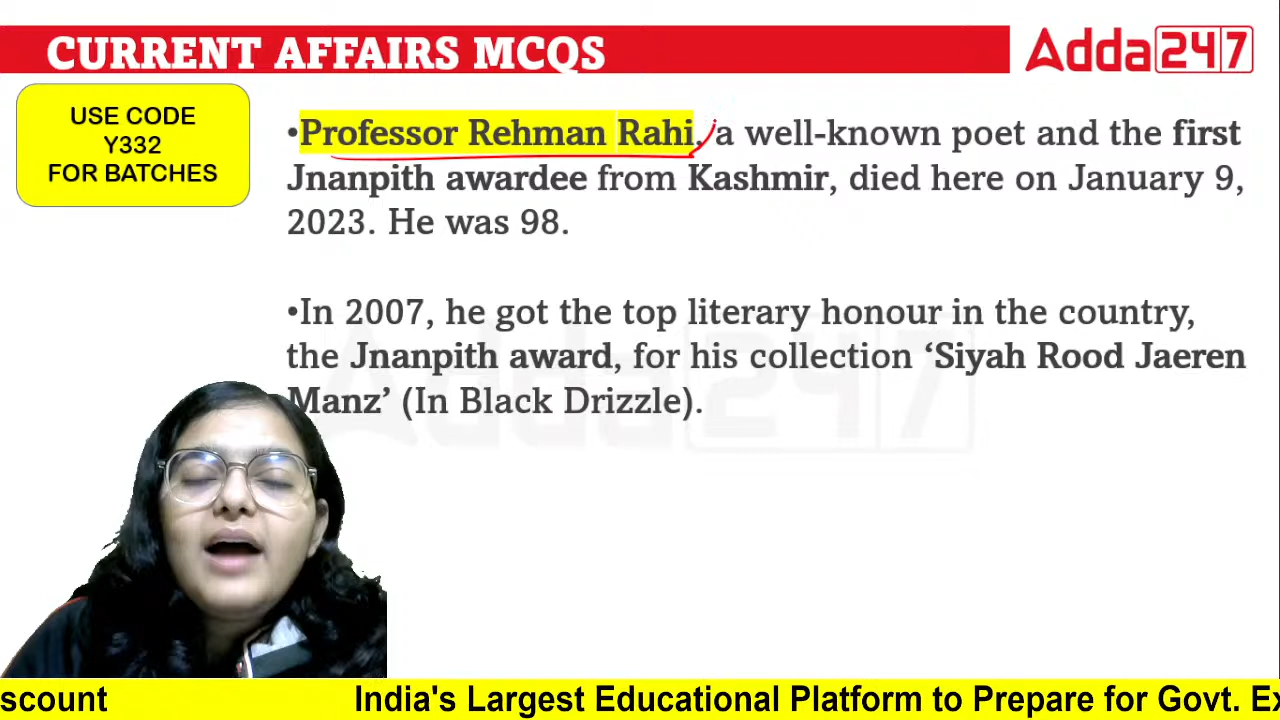 CURRENT AFFAIRS MCQS
Adda247
USE CODE
Y332
FOR BATCHES
•Professor Rehman Rahi, a well-known poet and the first
Jnanpith awardee from Kashmir, died here on January 9,
2023. He was 98.
•In 2007, he got the top literary honour in the country,
the Jnanpith award, for his collection ‘Siyah Rood Jaeren
Manz’ (In Black Drizzle).
Adda247
scount India's Largest Educational Platform to Prepare for Govt. Ex